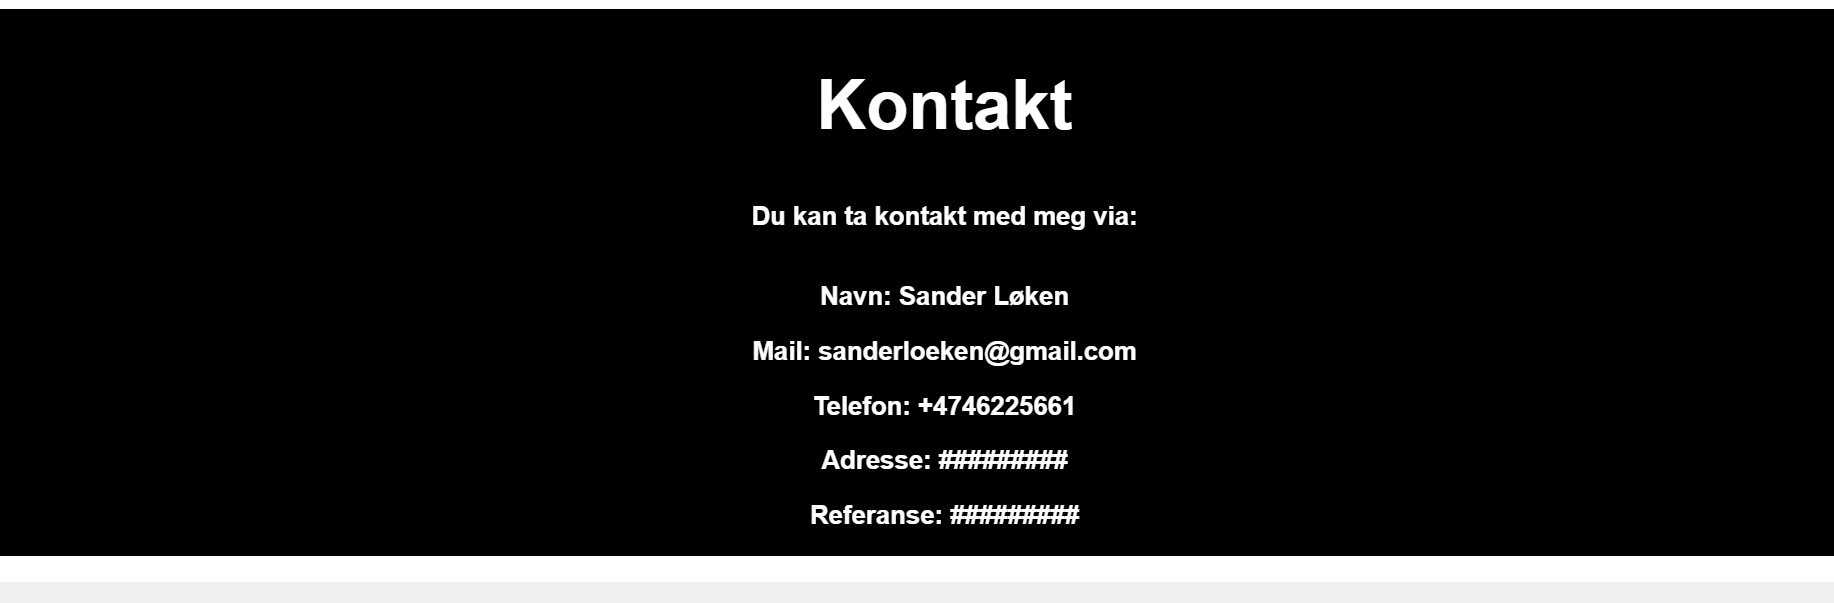 Kontakt
Du kan ta kontakt med meg via:
Navn: Sander Løken
Mail: sanderloeken@gmail.com
Telefon: +4746225661
Adresse: #########
Referanse: #########